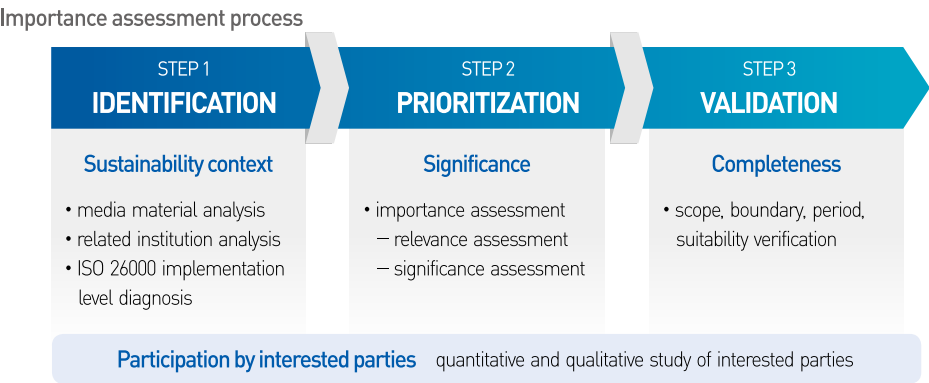 Importance assessment process
STEP 1
IDENTIFICATION
STEP 2
PRIORITIZATION
STEP 3
VALIDATION
Sustainability context
• media material analysis
• related institution analysis
• ISO 26000 implementation
level diagnosis
Significance
• importance assessment
– relevance assessment
– significance assessment
Completeness
• scope, boundary, period,
suitability verification
Participation by interested parties quantitative and qualitative study of interested parties